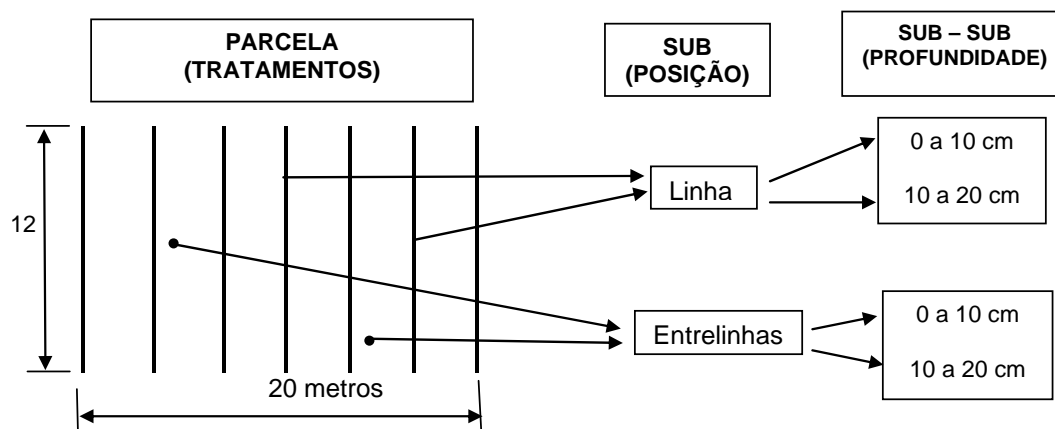 PARCELA
(TRATAMENTOS)
SUB
(POSIÇÃO)
SUB – SUB
(PROFUNDIDADE)
12
20 metros
Linha
0 a 10 cm
10 a 20 cm
Entrelinhas
0 a 10 cm
10 a 20 cm